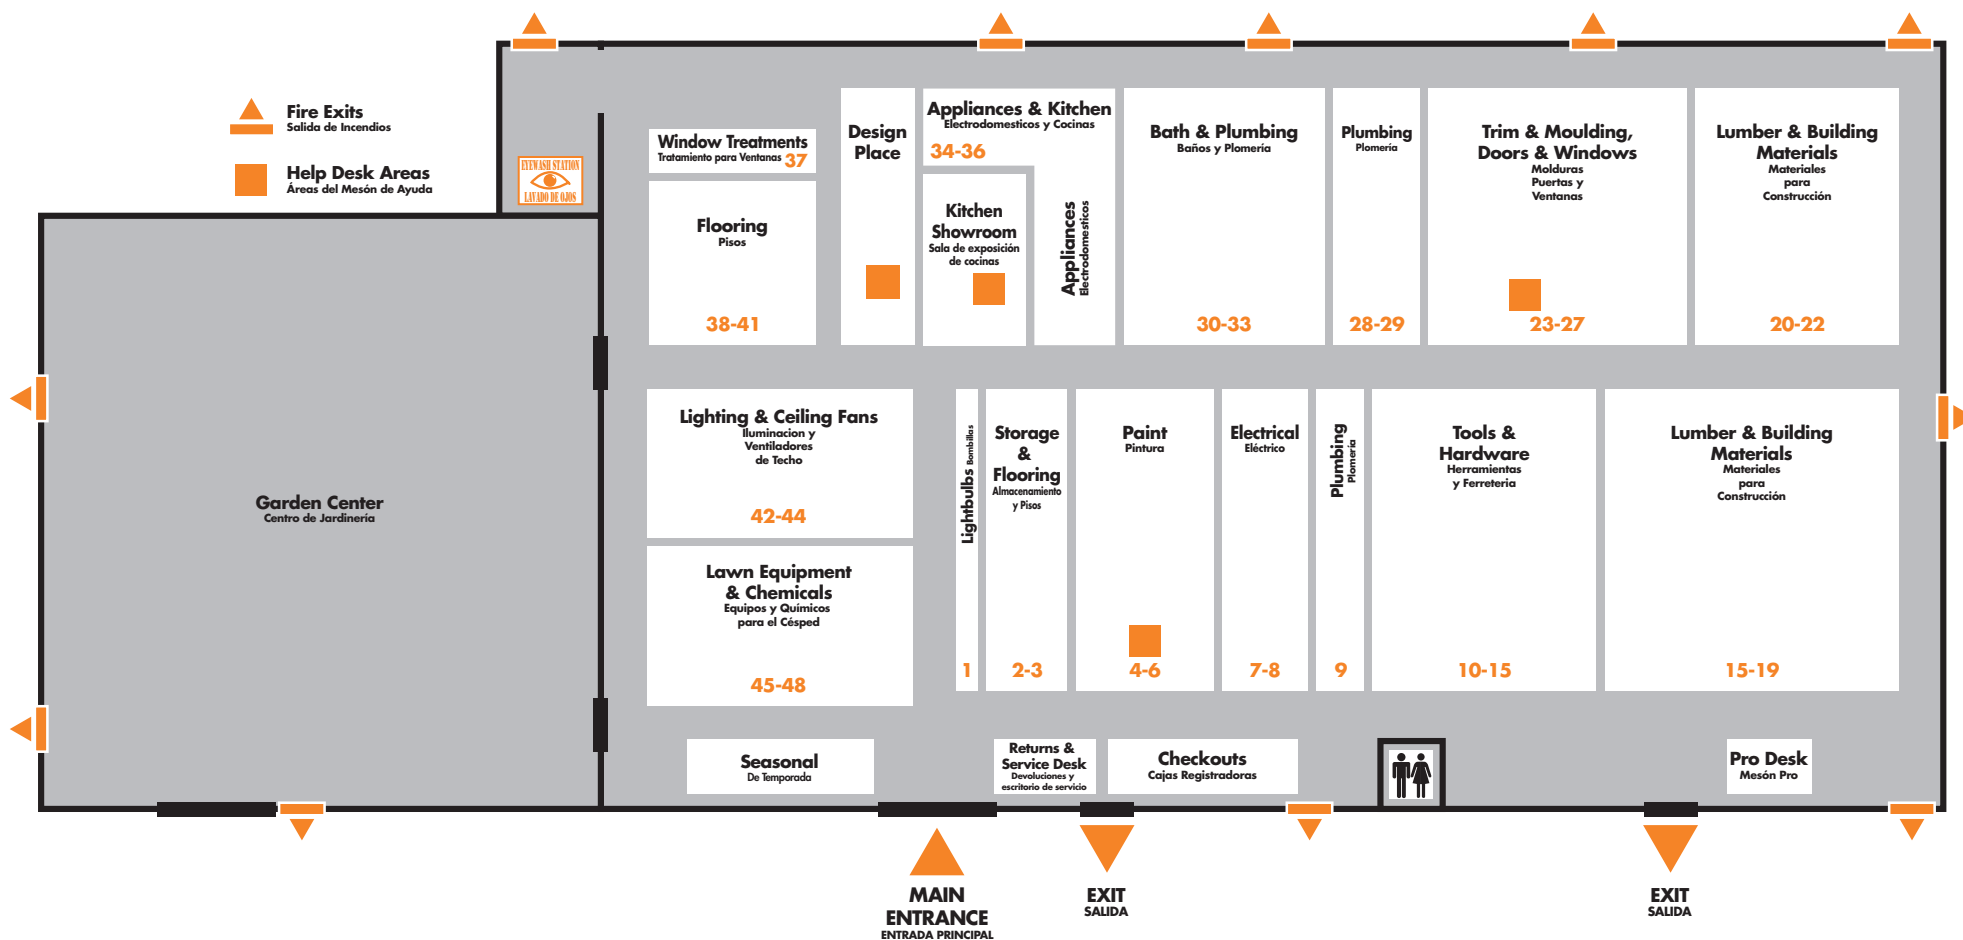 Fire Exits
Salida de Incendios
Help Desk Areas
Áreas del Mesón de Ayuda
EYEWASH STATION
LAVADO DE OJOS
Garden Center
Centro de Jardinería
Window Treatments
Tratamiento para Ventanas 37
Flooring
Pisos
38-41
Design
Place
Appliances & Kitchen
Electrodomesticos y Cocinas
34-36
Kitchen
Showroom
Sala de exposición
de cocinas
Appliances
Electrodomesticos
Bath & Plumbing
Baños y Plomería
30-33
Plumbing
Plomería
28-29
Trim & Moulding,
Doors & Windows
Molduras
Puertas y
Ventanas
23-27
Lumber & Building
Materials
Materiales
para
Construcción
20-22
Lighting & Ceiling Fans
Iluminacion y
Ventiladores
de Techo
42-44
Lawn Equipment
& Chemicals
Equipos y Químicos
para el Césped
45-48
Lightbulbs Bombillas
1
Storage
&
Flooring
Almacenamiento
y Pisos
2-3
Paint
Pintura
4-6
Electrical
Eléctrico
7-8
Plumbing
Plomería
9
Tools &
Hardware
Herramientas
y Ferreteria
10-15
Lumber & Building
Materials
Materiales
para
Construcción
15-19
Seasonal
De Temporada
Returns &
Service Desk
Devoluciones y
escritorio de servicio
Checkouts
Cajas Registradoras
Pro Desk
Mesón Pro
MAIN
ENTRANCE
ENTRADA PRINCIPAL
EXIT
SALIDA
EXIT
SALIDA